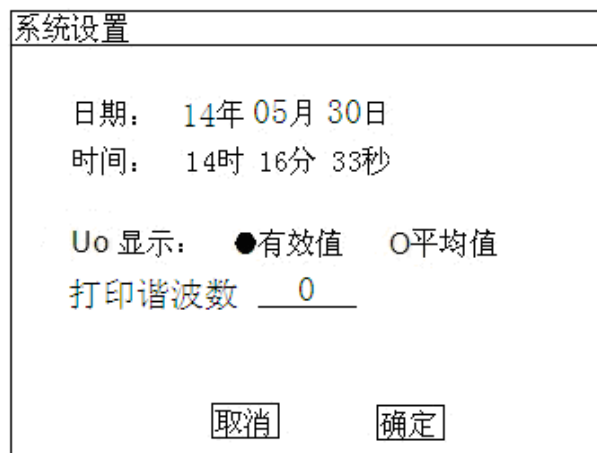 系统设置
日期： 14年 05月 30日
时间： 14时 16分 33秒
Uo 显示： ●有效值 O平均值
打印谐波数 0
取消 确定